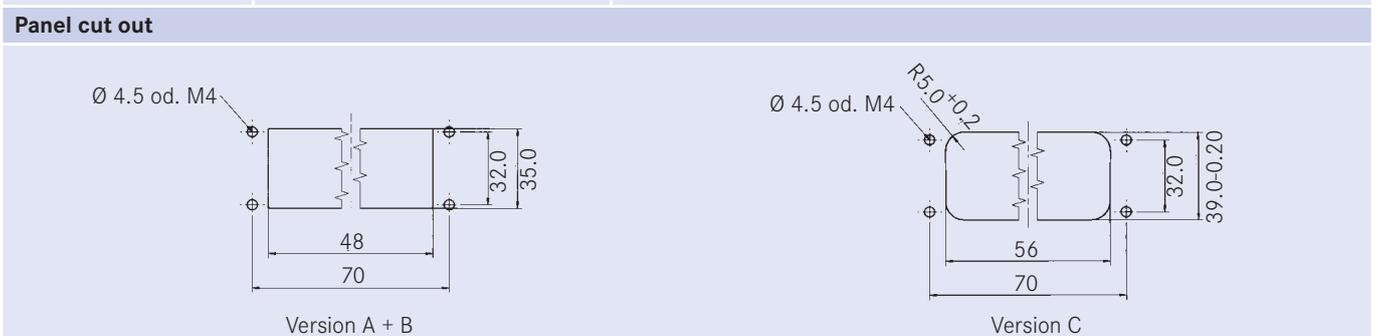 Panel cut out
Ø 4.5 od. M4
32.0
35.0
48
70
Version A + B
Ø 4.5 od. M4
R5.0+0.2
32.0
39.0-0.20
56
70
Version C